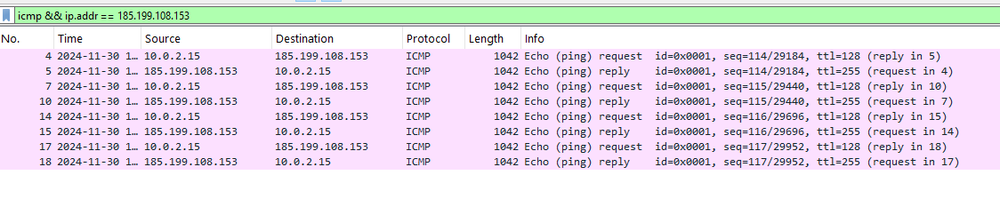 icmp && ip.addr == 185.199.108.153
No. Time Source Destination Protocol Length Info
4 2024-11-30 1… 10.0.2.15 185.199.108.153 ICMP 1042 Echo (ping) request id=0x0001, seq=114/29184, ttl=128 (reply in 5)
5 2024-11-30 1… 185.199.108.153 10.0.2.15 ICMP 1042 Echo (ping) reply id=0x0001, seq=114/29184, ttl=255 (request in 4)
7 2024-11-30 1… 10.0.2.15 185.199.108.153 ICMP 1042 Echo (ping) request id=0x0001, seq=115/29440, ttl=128 (reply in 10)
10 2024-11-30 1… 185.199.108.153 10.0.2.15 ICMP 1042 Echo (ping) reply id=0x0001, seq=115/29440, ttl=255 (request in 7)
14 2024-11-30 1… 10.0.2.15 185.199.108.153 ICMP 1042 Echo (ping) request id=0x0001, seq=116/29696, ttl=128 (reply in 15)
15 2024-11-30 1… 185.199.108.153 10.0.2.15 ICMP 1042 Echo (ping) reply id=0x0001, seq=116/29696, ttl=255 (request in 14)
17 2024-11-30 1… 10.0.2.15 185.199.108.153 ICMP 1042 Echo (ping) request id=0x0001, seq=117/29952, ttl=128 (reply in 18)
18 2024-11-30 1… 185.199.108.153 10.0.2.15 ICMP 1042 Echo (ping) reply id=0x0001, seq=117/29952, ttl=255 (request in 17)